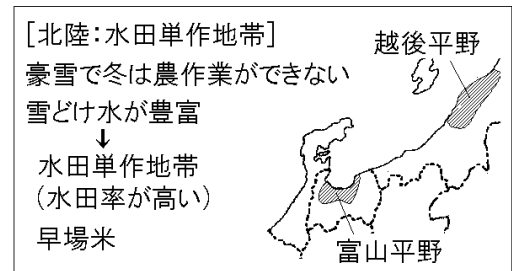 [北陸:水田単作地帯]
豪雪で冬は農作業ができない
雪どけ水が豊富
↓
水田単作地帯
(水田率が高い)
早場米
越後平野
富山平野